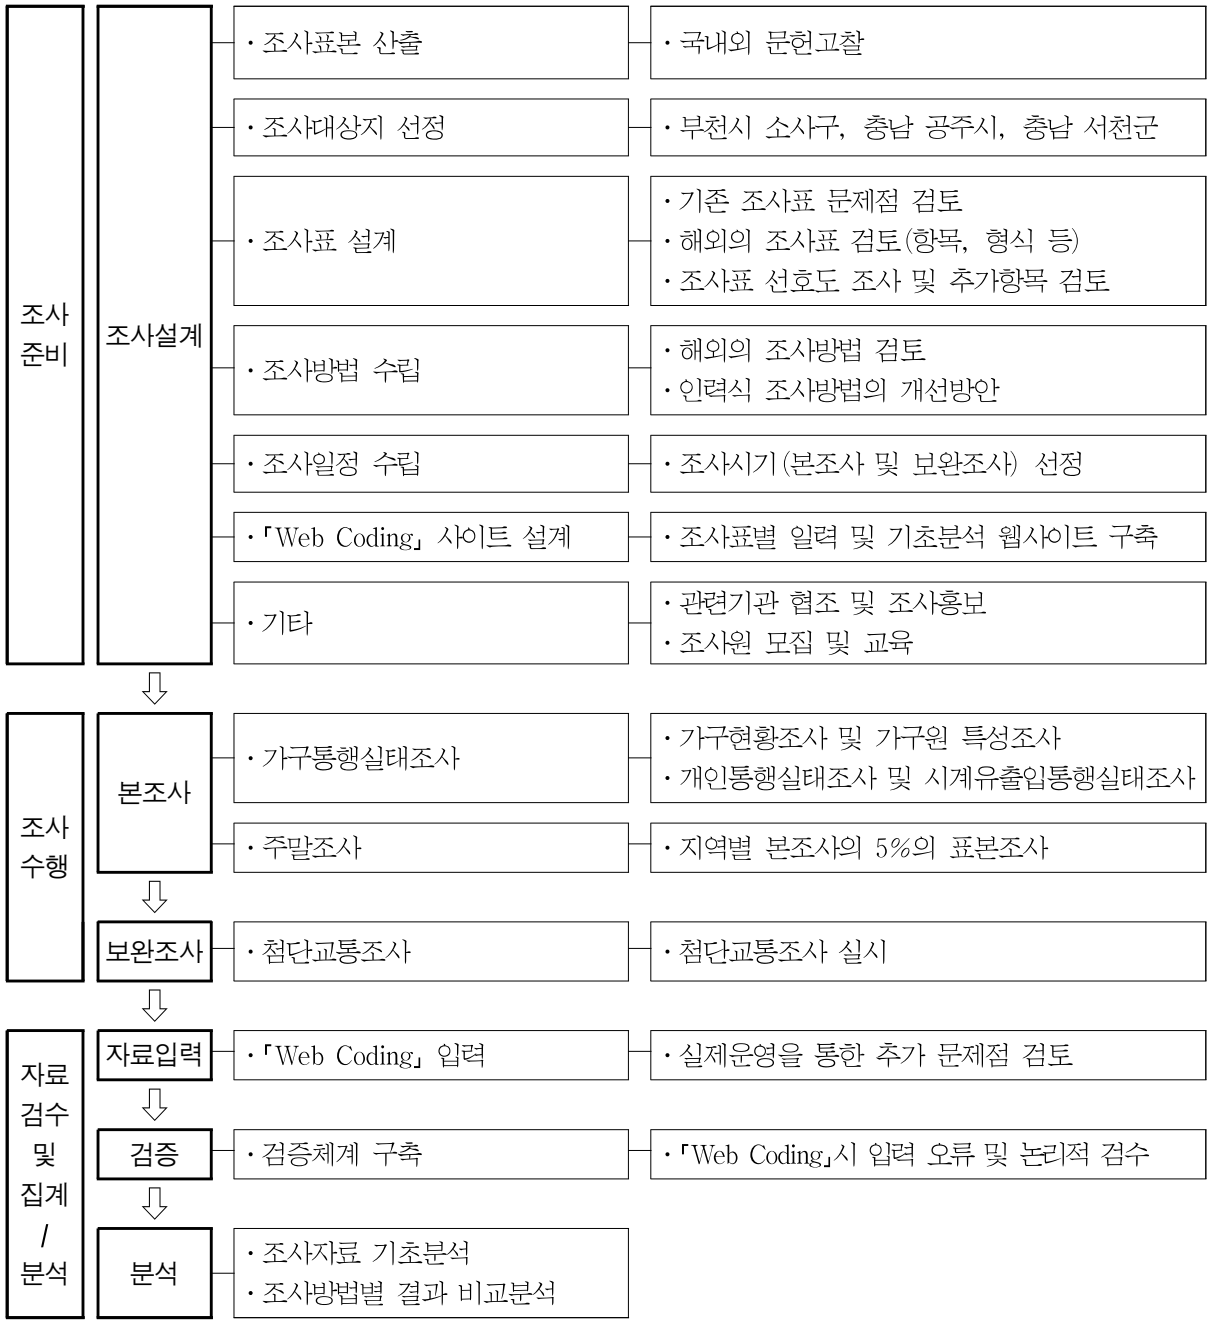 조사
준비
조사설계
· 조사표본 산출
· 국내외 문헌고찰
· 조사대상지 선정
· 부천시 소사구, 충남 공주시, 충남 서천군
· 조사표 설계
· 기존 조사표 문제점 검토
· 해외의 조사표 검토(항목, 형식 등)
· 조사표 선호도 조사 및 추가항목 검토
· 조사방법 수립
· 해외의 조사방법 검토
· 인력식 조사방법의 개선방안
· 조사일정 수립
· 조사시기(본조사 및 보완조사) 선정
· 「Web Coding」 사이트 설계
· 조사표별 일력 및 기초분석 웹사이트 구축
· 기타
· 관련기관 협조 및 조사홍보
· 조사원 모집 및 교육
조사
수행
본조사
· 가구통행실태조사
· 가구현황조사 및 가구원 특성조사
· 개인통행실태조사 및 시계유출입통행실태조사
· 주말조사
· 지역별 본조사의 5%의 표본조사
보완조사
· 첨단교통조사
· 첨단교통조사 실시
자료
검수
및
집계
/
분석
자료입력
· 「Web Coding」 입력
· 실제운영을 통한 추가 문제점 검토
검증
· 검증체계 구축
· 「Web Coding」시 입력 오류 및 논리적 검수
분석
· 조사자료 기초분석
· 조사방법별 결과 비교분석